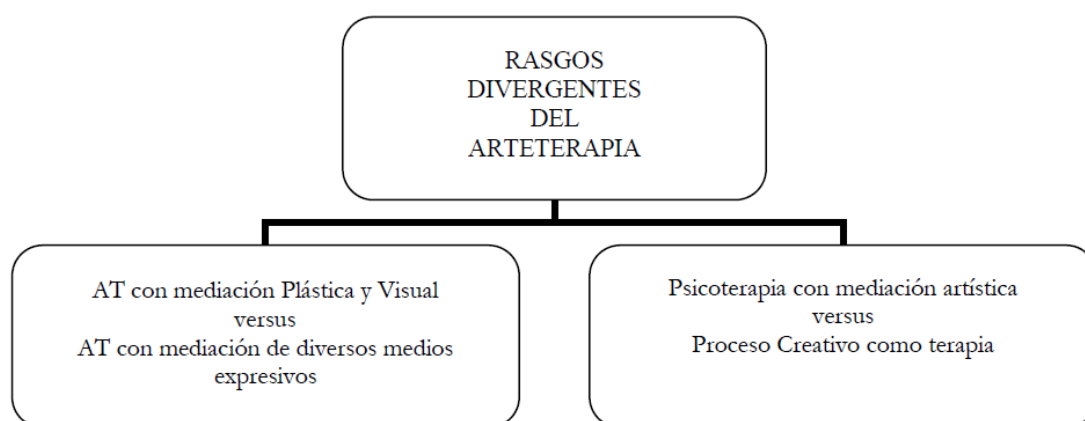 RASGOS
DIVERGENTES
DEL
ARTETERAPIA
AT con mediación Plástica y Visual
versus
AT con mediación de diversos medios
expresivos
Psicoterapia con mediación artística
versus
Proceso Creativo como terapia